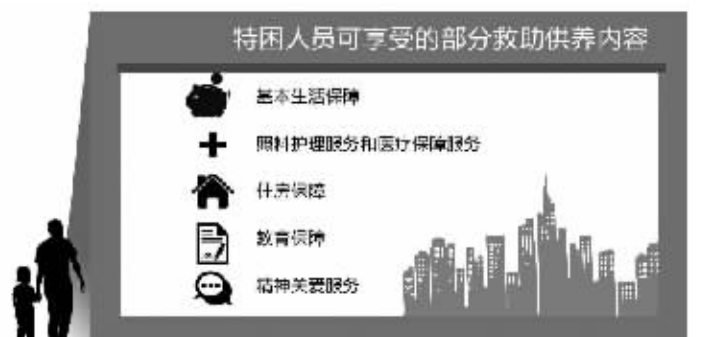 特困人员可享受的部分救助供养内容
基本生活保障
照料护理服务和医疗保障服务
住房保障
教育保障
精神关爱服务